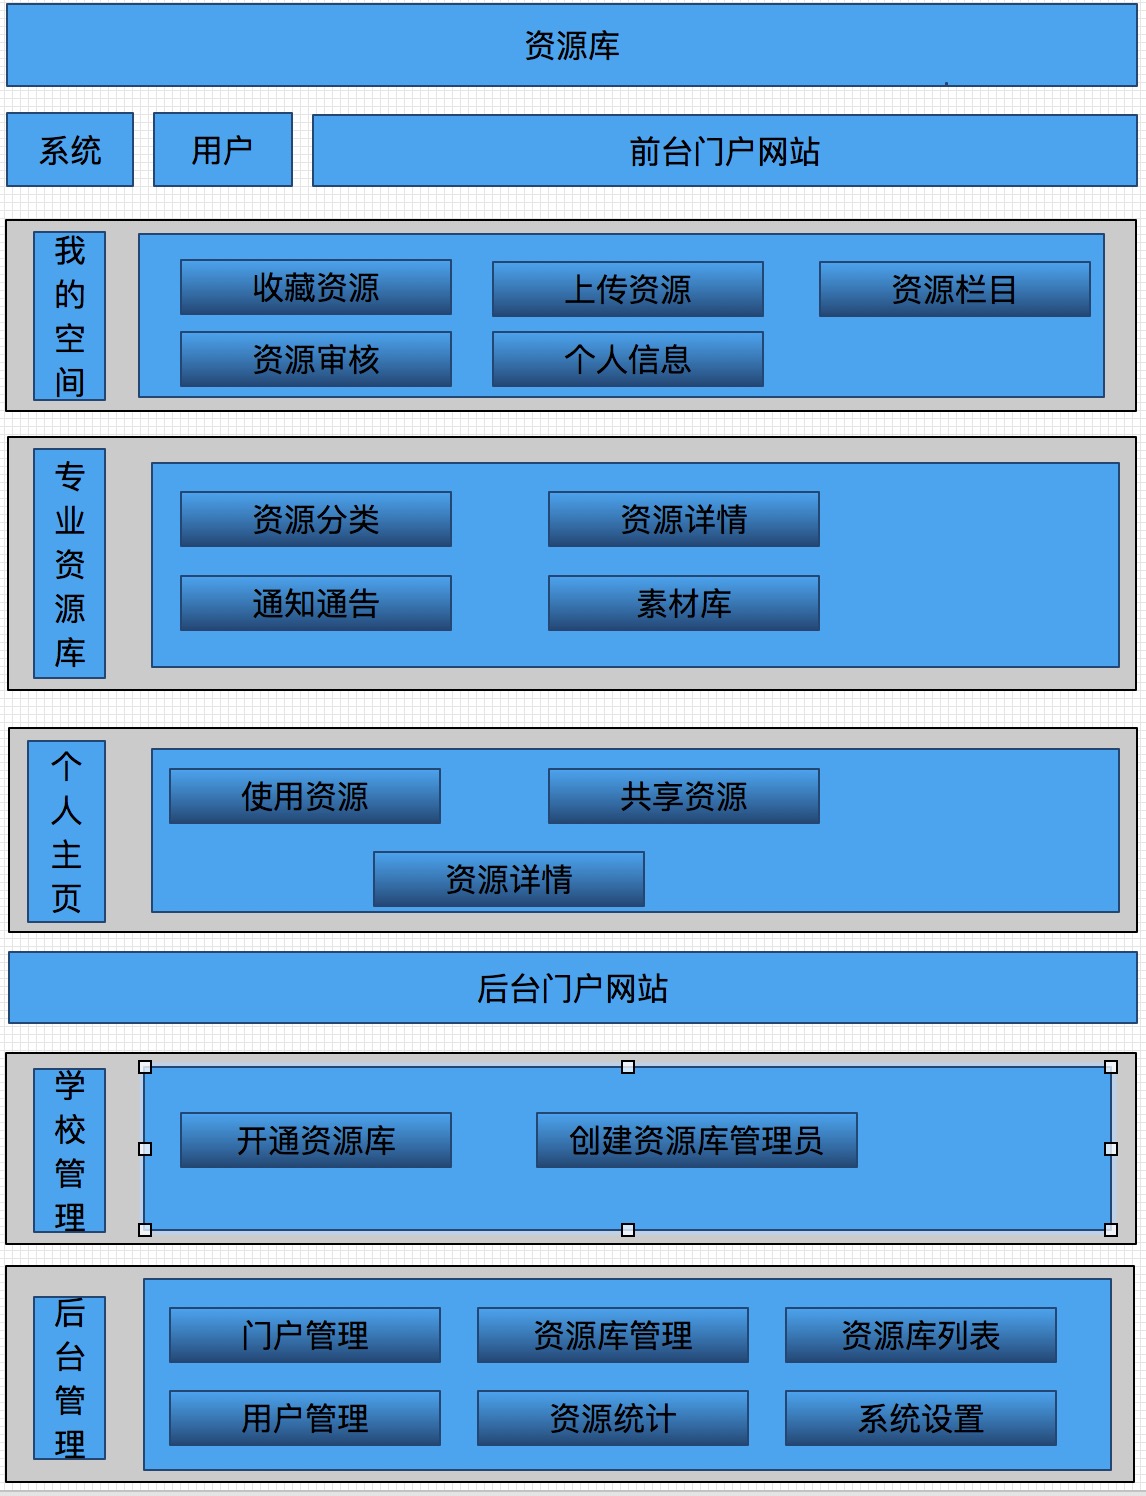 资源库
系统
用户
前台门户网站
我的空间
收藏资源
上传资源
资源栏目
资源审核
个人信息
专业资源库
资源分类
资源详情
通知通告
素材库
个人主页
使用资源
共享资源
资源详情
后台门户网站
学校管理
开通资源库
创建资源库管理员
后台管理
门户管理
资源库管理
资源库列表
用户管理
资源统计
系统设置